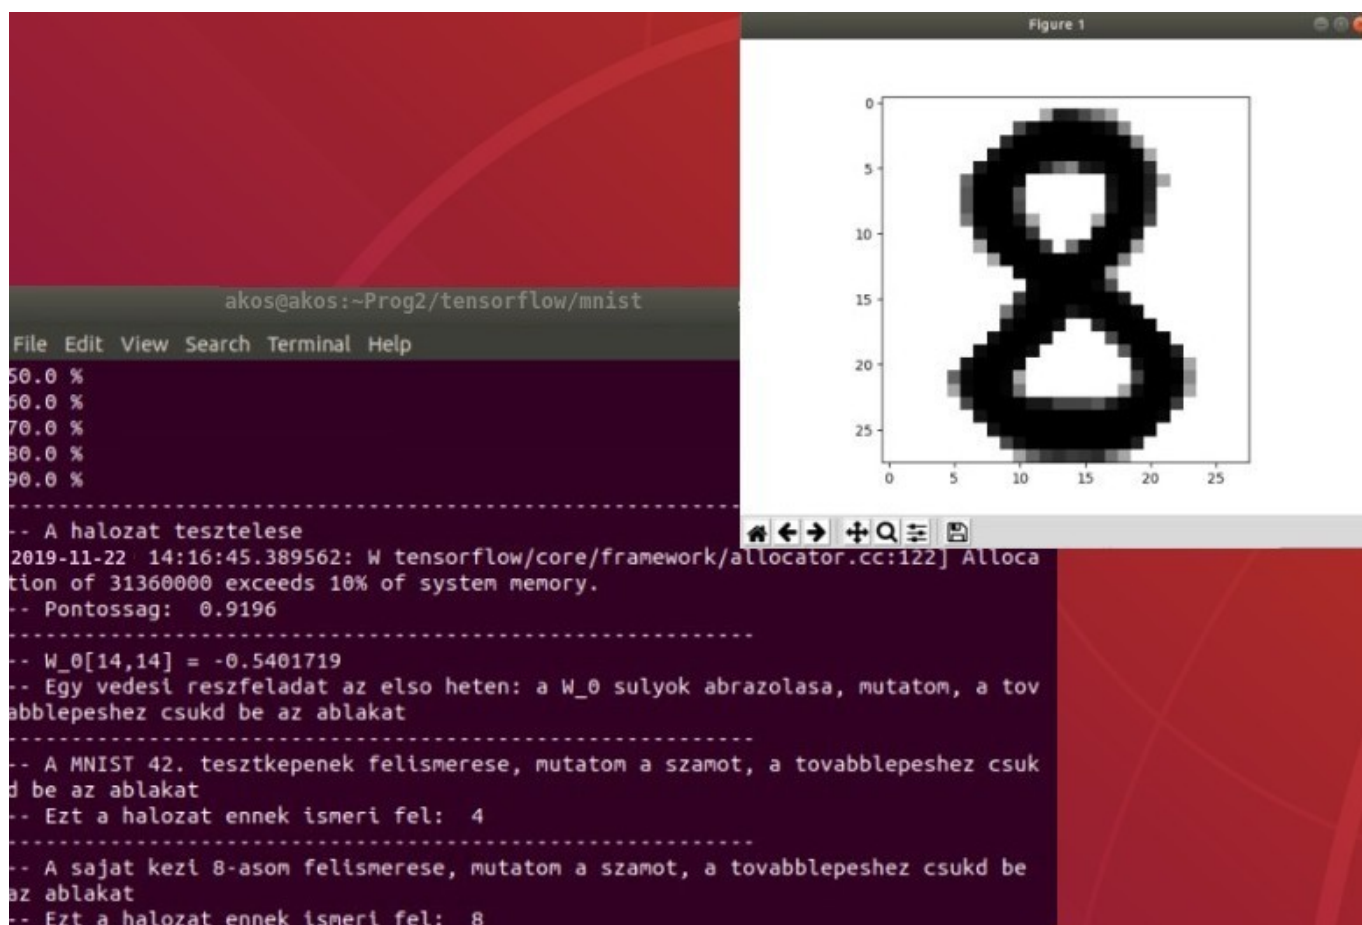 Figure 1
0
5
10
15
20
25
0 5 10 15 20 25
akos@akos:~Prog2/tensorflow/mnist
File Edit View Search Terminal Help
50.0 %
60.0 %
70.0 %
80.0 %
90.0 %
-- A halozat tesztelese
2019-11-22 14:16:45.389562: W tensorflow/core/framework/allocator.cc:122] Alloca
tion of 31360000 exceeds 10% of system memory.
-- Pontossag: 0.9196
-- W_0[14,14] = -0.5401719
-- Egy vedesi reszfeladat az elso heten: a W_0 sulyok abrazolasa, mutatom, a tov
abblepeshez csukd be az ablakat
-- A MNIST 42. tesztkepenek felismerese, mutatom a szamot, a tovabblepeshez csuk
d be az ablakat
-- Ezt a halozat ennek ismeri fel: 4
-- A sajat kezi 8-asom felismerese, mutatom a szamot, a tovabblepeshez csukd be
az ablakat
-- Ezt a halozat ennek ismeri fel: 8